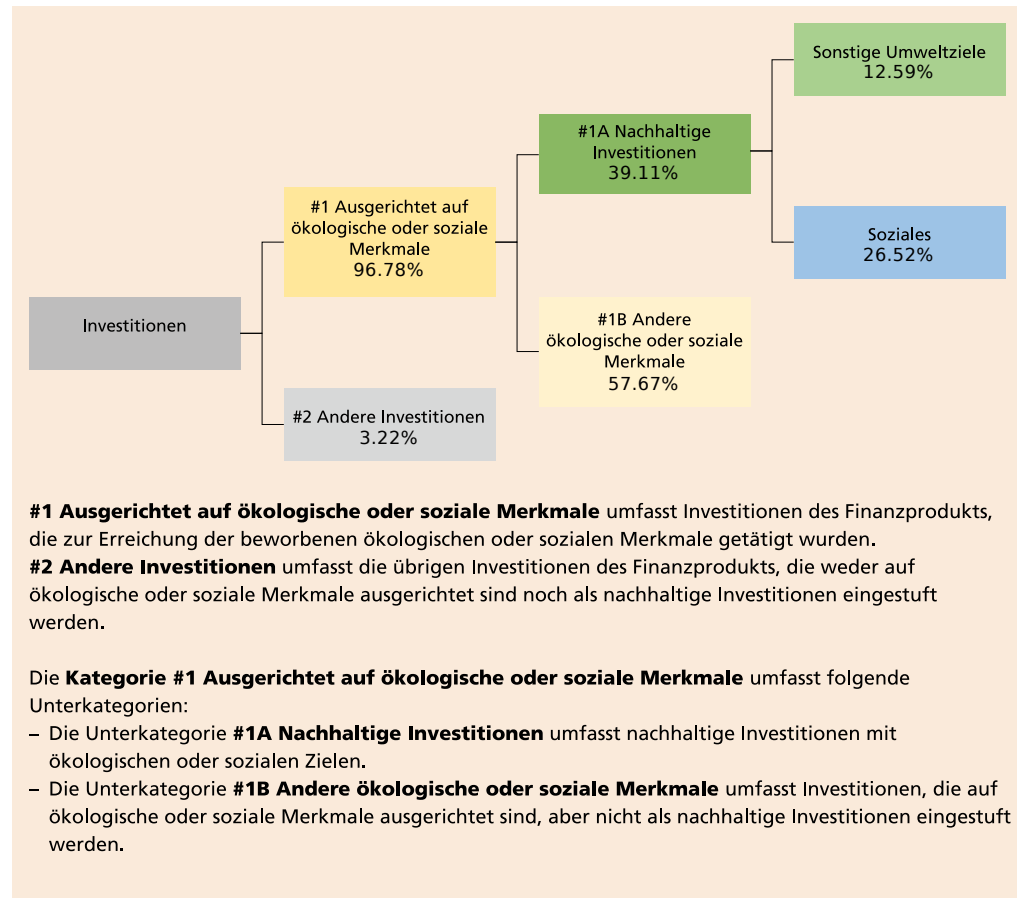 Sonstige Umweltziele
12.59%
#1A Nachhaltige
Investitionen
39.11%
#1 Ausgerichtet auf
ökologische oder soziale
Merkmale
96.78%
Soziales
26.52%
Investitionen
#1B Andere
ökologische oder soziale
Merkmale
57.67%
#2 Andere Investitionen
3.22%
#1 Ausgerichtet auf ökologische oder soziale Merkmale umfasst Investitionen des Finanzprodukts,
die zur Erreichung der beworbenen ökologischen oder sozialen Merkmale getätigt wurden.
#2 Andere Investitionen umfasst die übrigen Investitionen des Finanzprodukts, die weder auf
ökologische oder soziale Merkmale ausgerichtet sind noch als nachhaltige Investitionen eingestuft
werden.
Die Kategorie #1 Ausgerichtet auf ökologische oder soziale Merkmale umfasst folgende
Unterkategorien:
– Die Unterkategorie #1A Nachhaltige Investitionen umfasst nachhaltige Investitionen mit
ökologischen oder sozialen Zielen.
– Die Unterkategorie #1B Andere ökologische oder soziale Merkmale umfasst Investitionen, die auf
ökologische oder soziale Merkmale ausgerichtet sind, aber nicht als nachhaltige Investitionen eingestuft
werden.